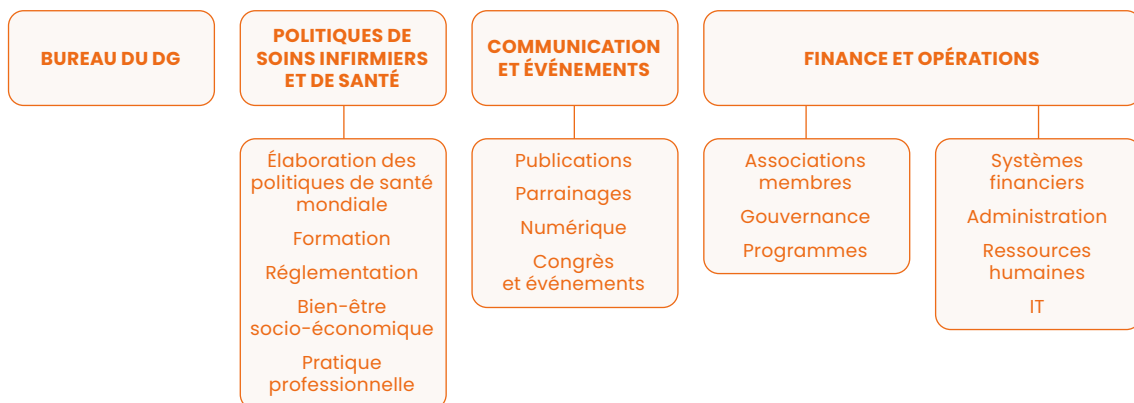 BUREAU DU DG
POLITIQUES DE
SOINS INFIRMIERS
ET DE SANTÉ
COMMUNICATION
ET ÉVÉNEMENTS
FINANCE ET OPÉRATIONS
Élaboration des
politiques de santé
mondiale
Formation
Réglementation
Bien-être
socio-économique
Pratique
professionnelle
Publications
Parrainages
Numérique
Congrès
et événements
Associations
membres
Gouvernance
Programmes
Systèmes
financiers
Administration
Ressources
humaines
IT